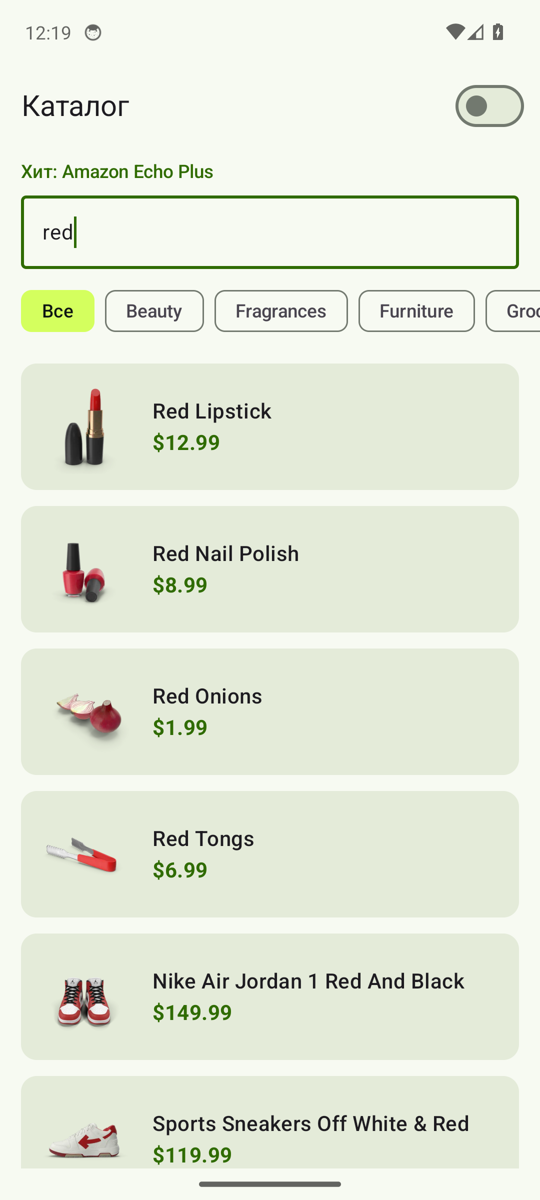 12:19
Каталог
Хит: Amazon Echo Plus
red
Все Beauty Fragrances Furniture Groc
Red Lipstick
$12.99
Red Nail Polish
$8.99
Red Onions
$1.99
Red Tongs
$6.99
Nike Air Jordan 1 Red And Black
$149.99
Sports Sneakers Off White & Red
$119.99